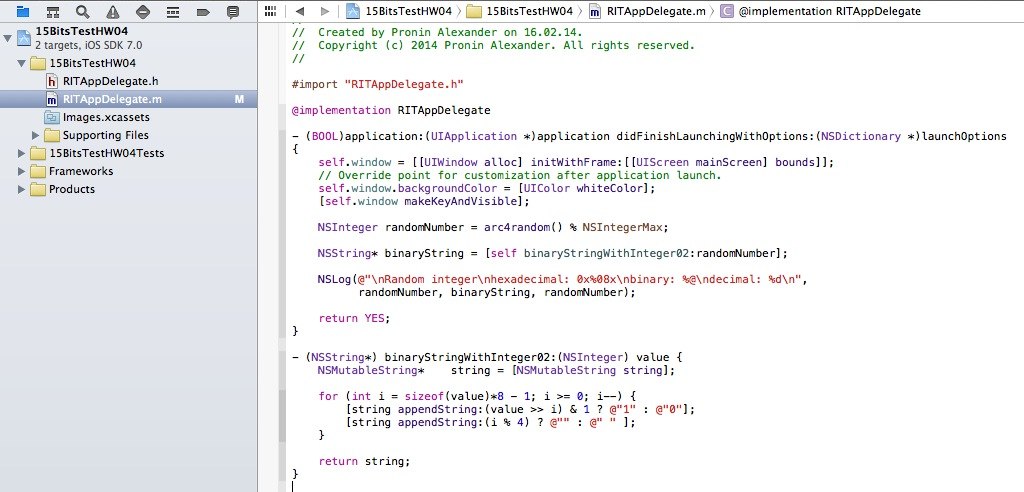 15BitsTestHW04
2 targets, iOS SDK 7.0
15BitsTestHW04
RITAppDelegate.h
RITAppDelegate.m M
Images.xcassets
Supporting Files
15BitsTestHW04Tests
Frameworks
Products
15BitsTestHW04 15BitsTestHW04 RITAppDelegate.m @implementation RITAppDelegate
//
//  Created by Pronin Alexander on 16.02.14.
//  Copyright (c) 2014 Pronin Alexander. All rights reserved.
//
#import "RITAppDelegate.h"
@implementation RITAppDelegate
- (BOOL)application:(UIApplication *)application didFinishLaunchingWithOptions:(NSDictionary *)launchOptions
{
    self.window = [[UIWindow alloc] initWithFrame:[[UIScreen mainScreen] bounds]];
    // Override point for customization after application launch.
    self.window.backgroundColor = [UIColor whiteColor];
    [self.window makeKeyAndVisible];
    NSInteger randomNumber = arc4random() % NSIntegerMax;
    NSString* binaryString = [self binaryStringWithInteger02:randomNumber];
    NSLog(@"\nRandom integer\nhexadecimal: 0x%08x\nbinary: %@\ndecimal: %d\n",
          randomNumber, binaryString, randomNumber);
    return YES;
}
- (NSString*) binaryStringWithInteger02:(NSInteger) value {
    NSMutableString*    string = [NSMutableString string];
    for (int i = sizeof(value)*8 - 1; i >= 0; i--) {
        [string appendString:(value >> i) & 1 ? @"1" : @"0"];
        [string appendString:(i % 4) ? @"" : @" " ];
    }
    return string;
}